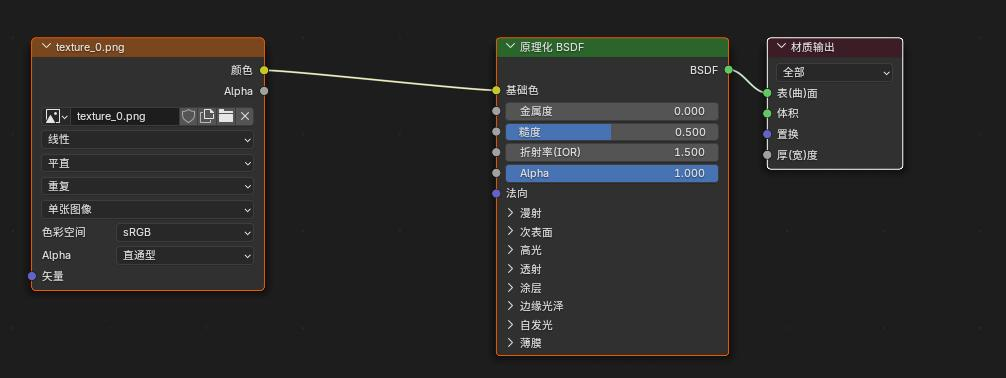 texture_0.png
颜色
Alpha
texture_0.png
线性
平直
重复
单张图像
色彩空间 sRGB
Alpha 直通型
矢量
原理化 BSDF
BSDF
基础色
金属度 0.000
糙度 0.500
折射率(IOR) 1.500
Alpha 1.000
法向
漫射
次表面
高光
透射
涂层
边缘光泽
自发光
薄膜
材质输出
全部
表(曲)面
体积
置换
厚(宽)度